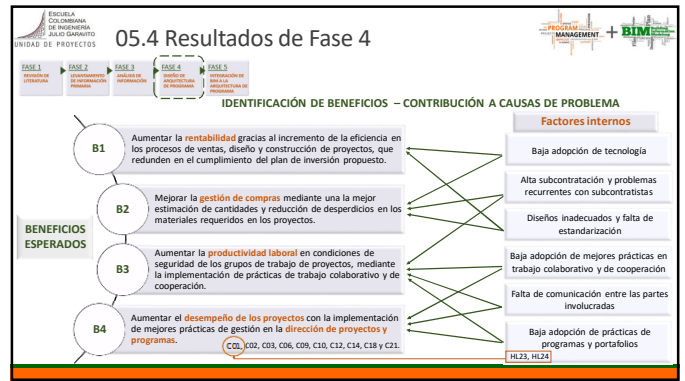 ESCUELA
COLOMBIANA
DE INGENIERÍA
JULIO GARAVITO
UNIDAD DE PROYECTOS
05.4 Resultados de Fase 4
PROGRAM
MANAGEMENT
+
BIM
FASE 1
REVISIÓN DE
LITERATURA
FASE 2
LEVANTAMIENTO
DE INFORMACIÓN
PRIMARIA
FASE 3
ANÁLISIS DE
INFORMACIÓN
FASE 4
DISEÑO DE
ARQUITECTURA
DE PROGRAMA
FASE 5
INTEGRACIÓN DE
BIM A LA
ARQUITECTURA DE
PROGRAMA
IDENTIFICACIÓN DE BENEFICIOS – CONTRIBUCIÓN A CAUSAS DE PROBLEMA
BENEFICIOS
ESPERADOS
B1
Aumentar la rentabilidad gracias al incremento de la eficiencia en
los procesos de ventas, diseño y construcción de proyectos, que
redunden en el cumplimiento del plan de inversión propuesto.
B2
Mejorar la gestión de compras mediante una la mejor
estimación de cantidades y reducción de desperdicios en los
materiales requeridos en los proyectos.
B3
Aumentar la productividad laboral en condiciones de
seguridad de los grupos de trabajo de proyectos, mediante
la implementación de prácticas de trabajo colaborativo y de
cooperación.
B4
Aumentar el desempeño de los proyectos con la implementación
de mejores prácticas de gestión en la dirección de proyectos y
programas.
C01, C02, C03, C06, C09, C10, C12, C14, C18 y C21.
Factores internos
Baja adopción de tecnología
Alta subcontratación y problemas
recurrentes con subcontratistas
Diseños inadecuados y falta de
estandarización
Baja adopción de mejores prácticas en
trabajo colaborativo y de cooperación
Falta de comunicación entre las partes
involucradas
Baja adopción de prácticas de
programas y portafolios
HL23, HL24